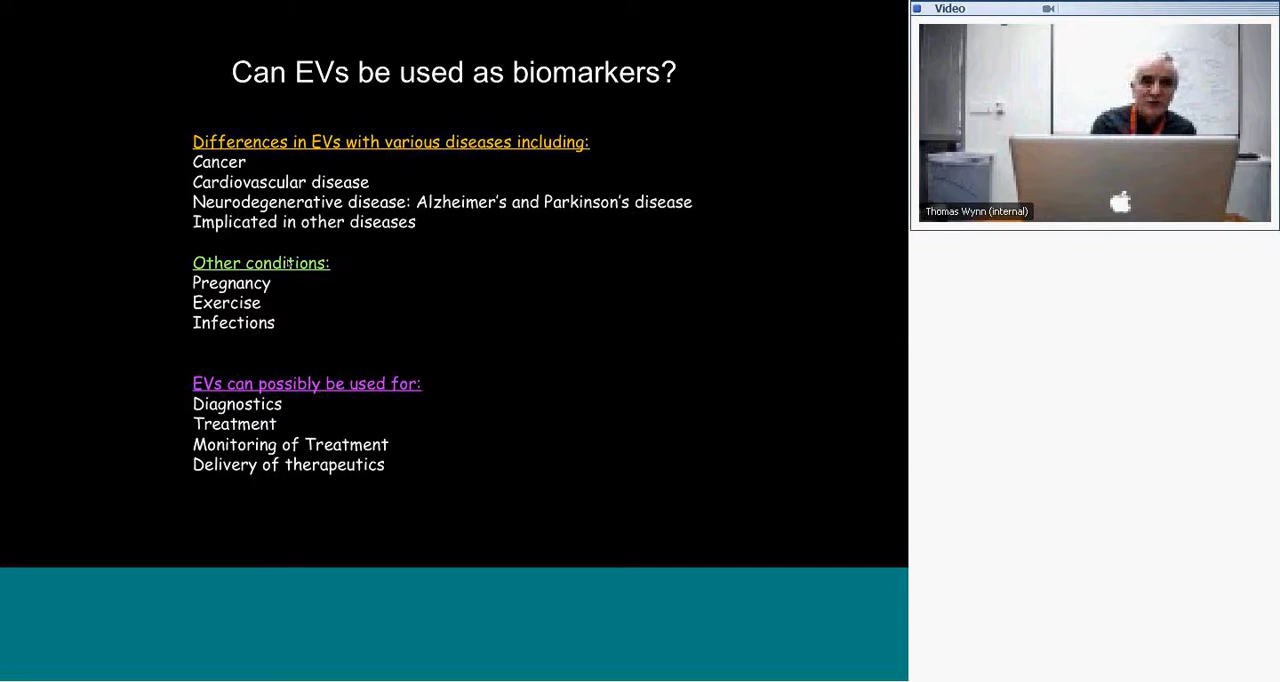 Can EVs be used as biomarkers?
Differences in EVs with various diseases including:
Cancer
Cardiovascular disease
Neurodegenerative disease: Alzheimer's and Parkinson's disease
Implicated in other diseases
Other conditions:
Pregnancy
Exercise
Infections
EVs can possibly be used for:
Diagnostics
Treatment
Monitoring of Treatment
Delivery of therapeutics
Video
Thomas Wynn (internal)